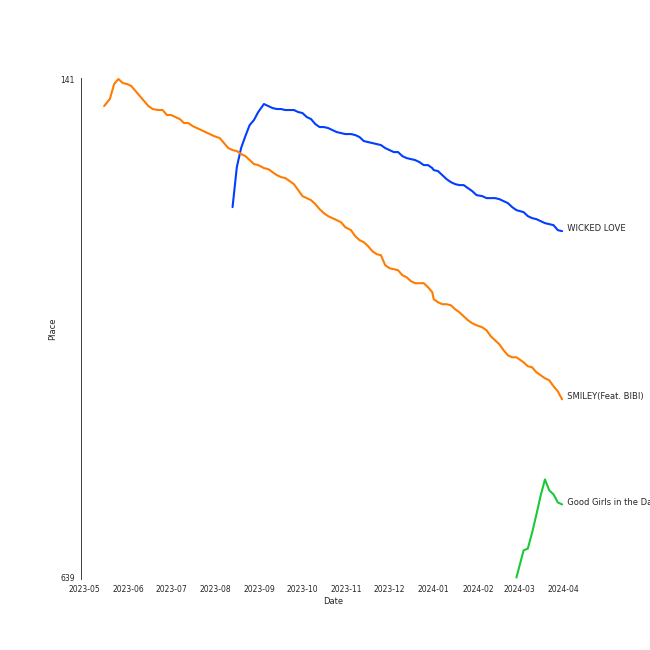 141
WICKED LOVE
Place
SMILEY(Feat. BIBI)
Good Girls in the Da
639
2023-05 2023-06 2023-07 2023-08 2023-09 2023-10 2023-11 2023-12 2024-01 2024-02 2024-03 2024-04
Date